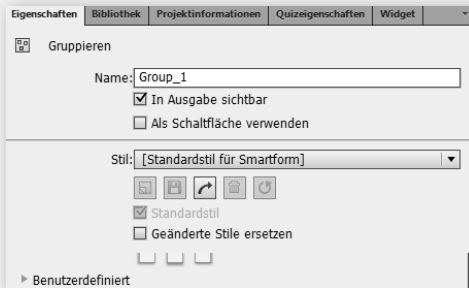 Eigenschaften Bibliothek Projektinformationen Quizeigenschaften Widget
Gruppieren
Name: Group_1
In Ausgabe sichtbar
Als Schaltfläche verwenden
Stil: [Standardstil für Smartform]
Standardstil
Geänderte Stile ersetzen
Benutzerdefiniert